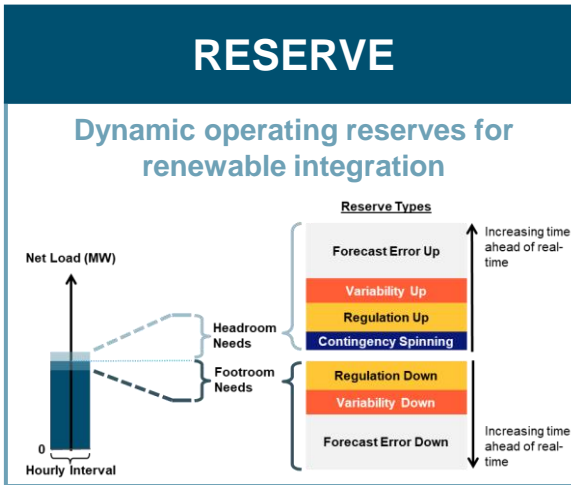 RESERVE
Dynamic operating reserves for
renewable integration
Reserve Types
Net Load (MW)
Forecast Error Up
Variability Up
Regulation Up
Contingency Spinning
Increasing time
ahead of real-
time
Headroom
Needs
Footroom
Needs
Regulation Down
Variability Down
Forecast Error Down
Increasing time
ahead of real-
time
0
Hourly Interval